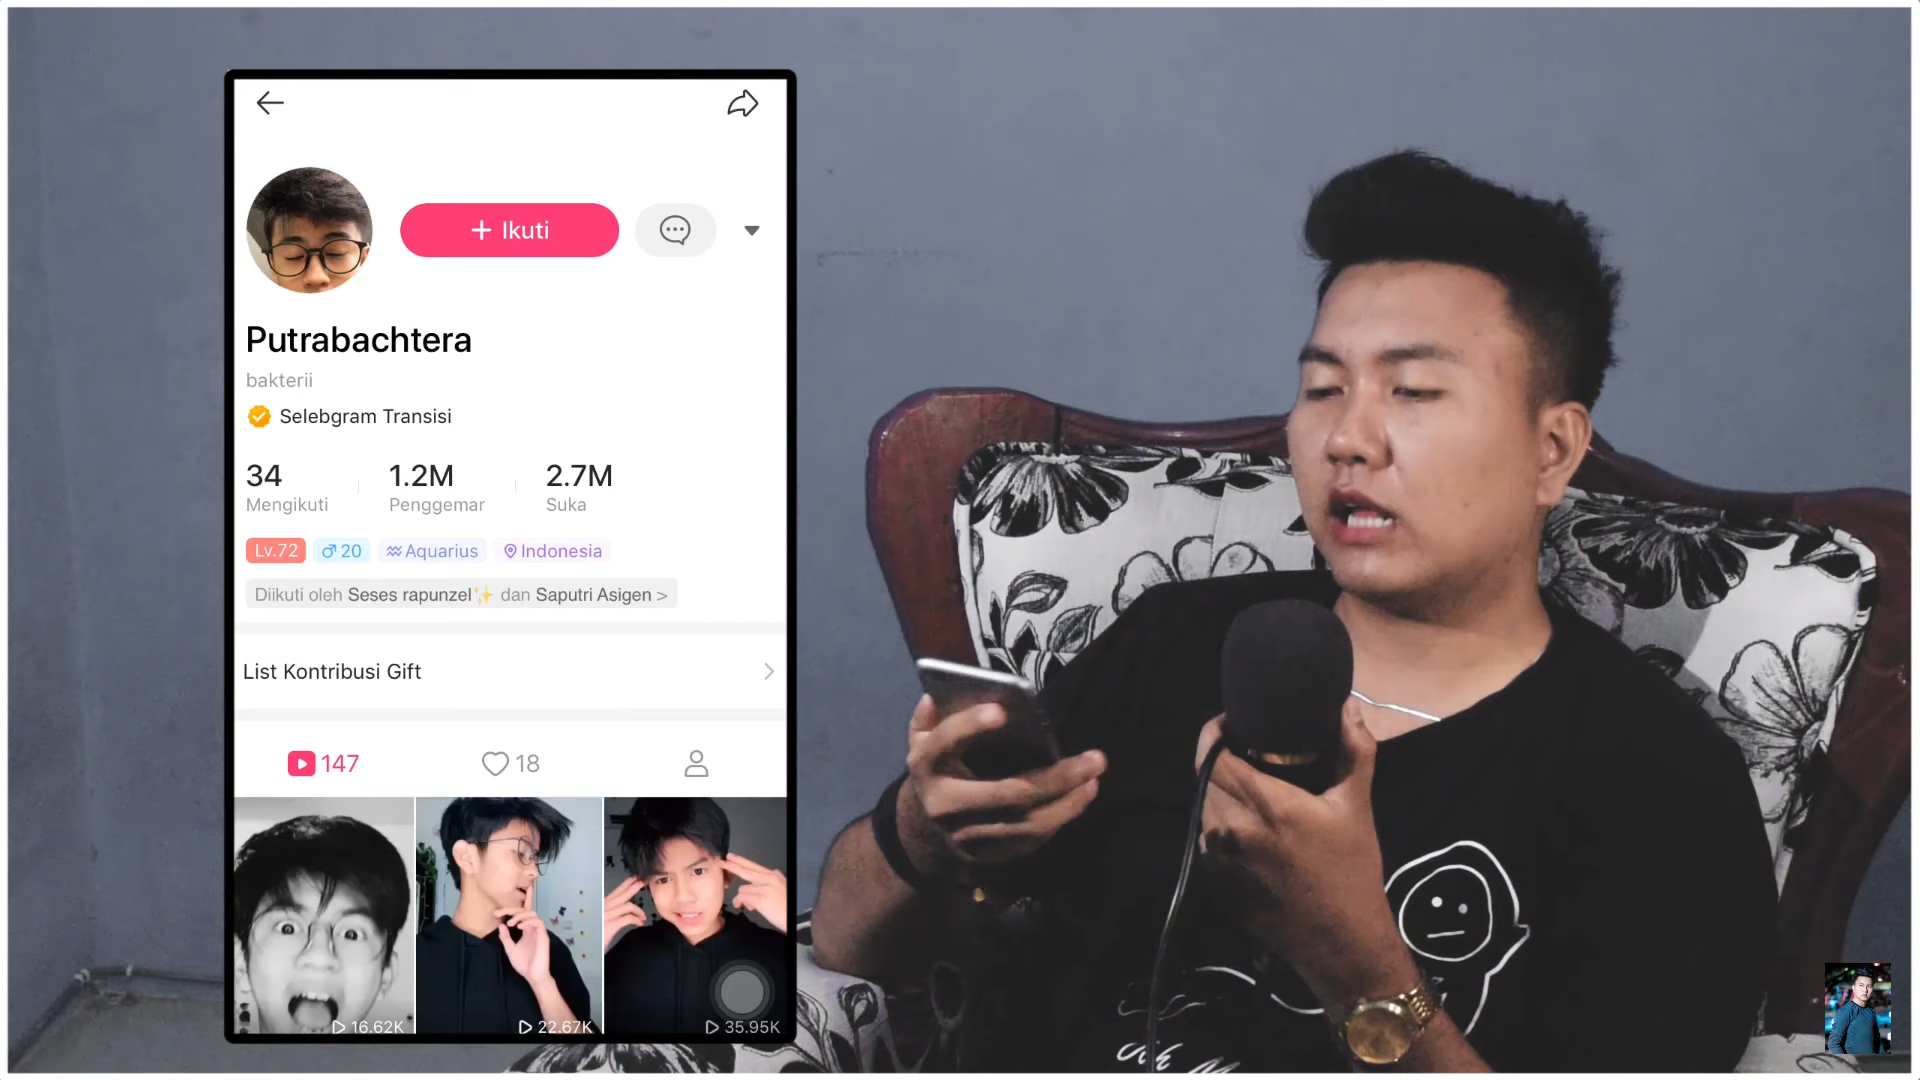 + Ikuti
Putrabachtera
bakterii
Selebgram Transisi
34 1.2M 2.7M
Mengikuti Penggemar Suka
Lv.72 ♂20 Aquarius Indonesia
Diikuti oleh Seses rapunzel✨ dan Saputri Asigen >
List Kontribusi Gift
147 18
16.62K 22.67K 35.95K